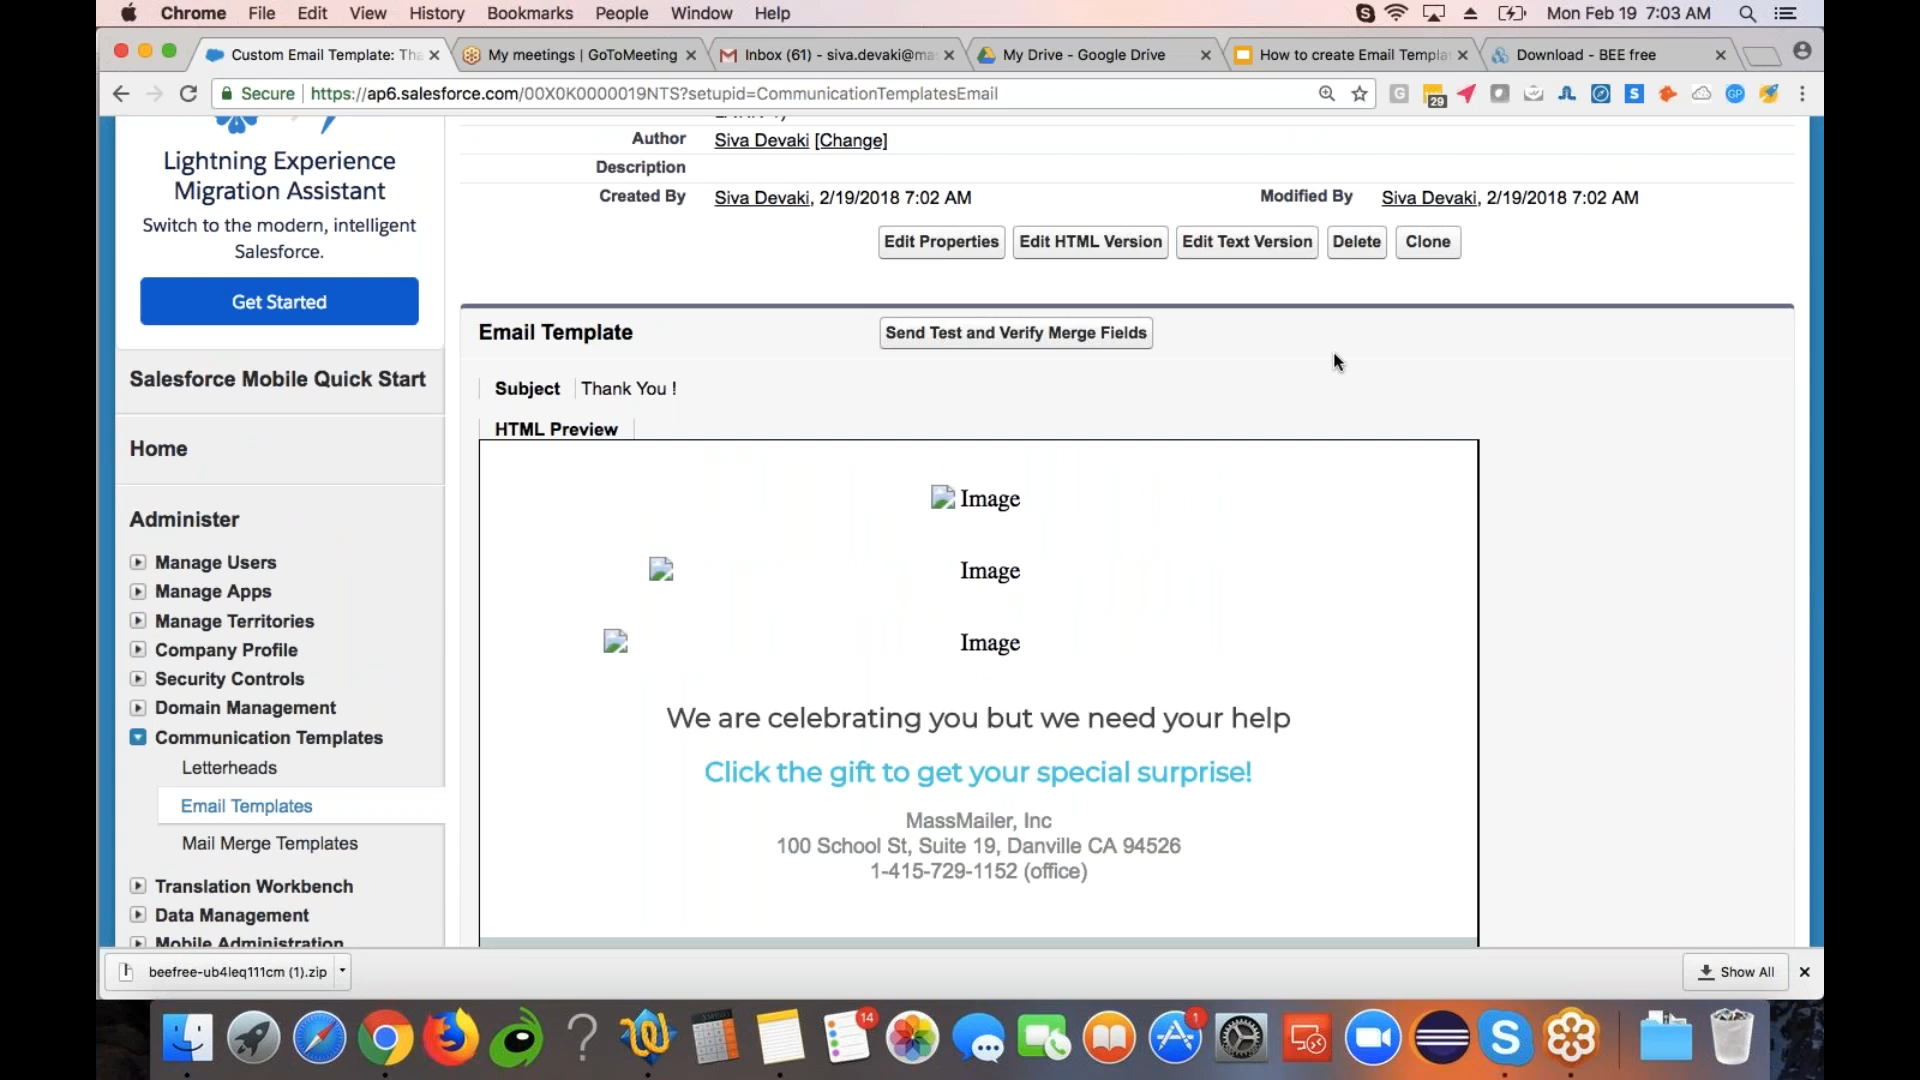 Chrome File Edit View History Bookmarks People Window Help
Mon Feb 19 7:03 AM
Custom Email Template: Tha
My meetings | GoToMeeting
Inbox (61) - siva.devaki@ma
My Drive - Google Drive
How to create Email Templa
Download - BEE free
Secure https://ap6.salesforce.com/00X0K0000019NTS?setupid=CommunicationTemplatesEmail
29
Lightning Experience
Migration Assistant
Switch to the modern, intelligent
Salesforce.
Get Started
Salesforce Mobile Quick Start
Home
Administer
Manage Users
Manage Apps
Manage Territories
Company Profile
Security Controls
Domain Management
Communication Templates
Letterheads
Email Templates
Mail Merge Templates
Translation Workbench
Data Management
Mobile Administration
Author Siva Devaki [Change]
Description
Created By Siva Devaki, 2/19/2018 7:02 AM
Modified By Siva Devaki, 2/19/2018 7:02 AM
Edit Properties Edit HTML Version Edit Text Version Delete Clone
Email Template Send Test and Verify Merge Fields
Subject Thank You !
HTML Preview
Image
Image
Image
We are celebrating you but we need your help
Click the gift to get your special surprise!
MassMailer, Inc
100 School St, Suite 19, Danville CA 94526
1-415-729-1152 (office)
beefree-ub4leq111cm (1).zip
Show All
14
1